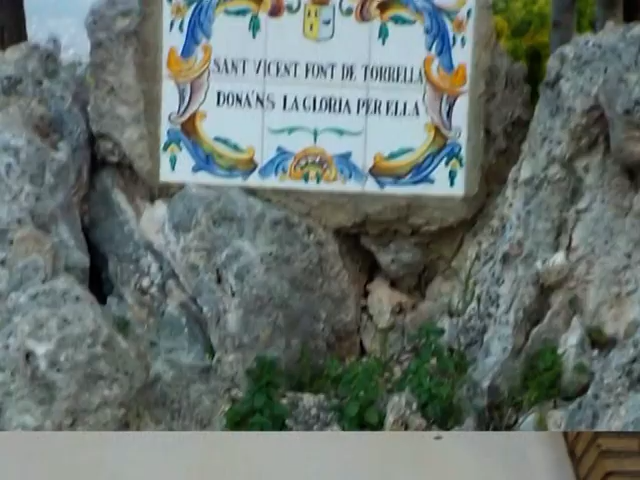 SANT VICENT FONT DE TORRELLA
DONA'NS LA GLORIA PER ELLA